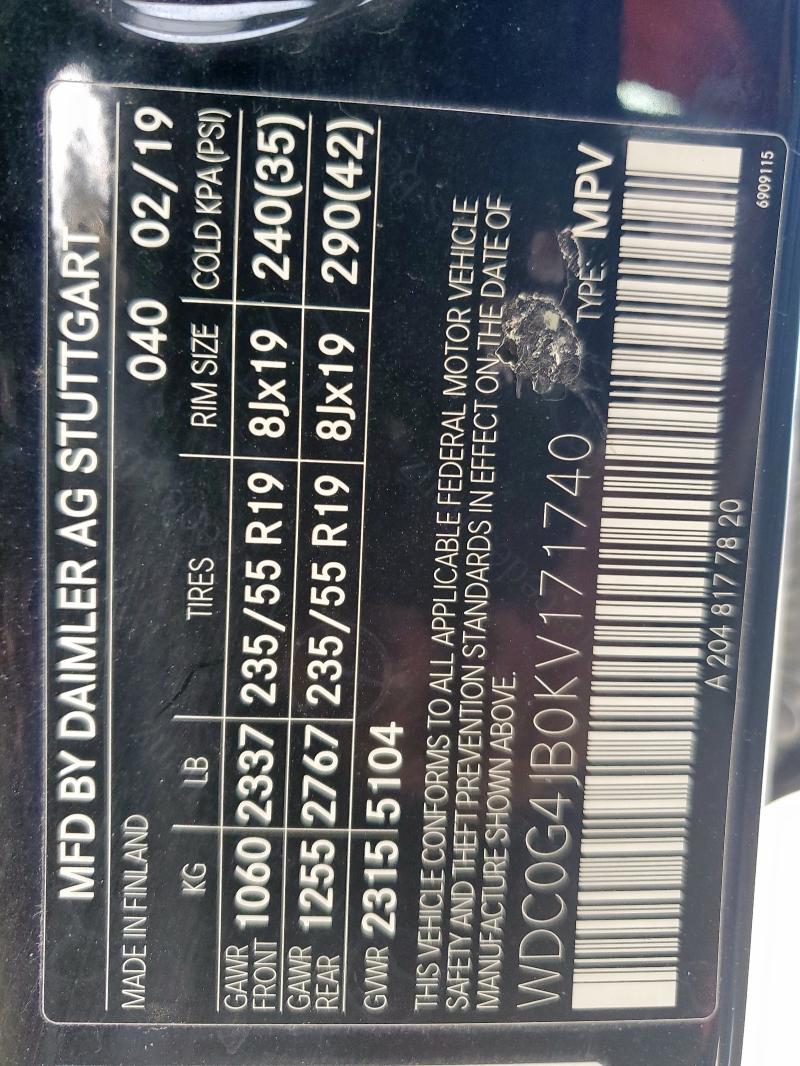 MFD BY DAIMLER AG STUTTGART
MADE IN FINLAND 040 02/19
KG LB TIRES RIM SIZE COLD KPA(PSI)
GAWR FRONT 1060 2337 235/55 R19 8Jx19 240(35)
GAWR REAR 1255 2767 235/55 R19 8Jx19 290(42)
GVWR 2315 5104
THIS VEHICLE CONFORMS TO ALL APPLICABLE FEDERAL MOTOR VEHICLE
SAFETY AND THEFT PREVENTION STANDARDS IN EFFECT ON THE DATE OF
MANUFACTURE SHOWN ABOVE.
WDC0G4JB0KV171740 TYPE: MPV
A 204 817 78 20
6909115